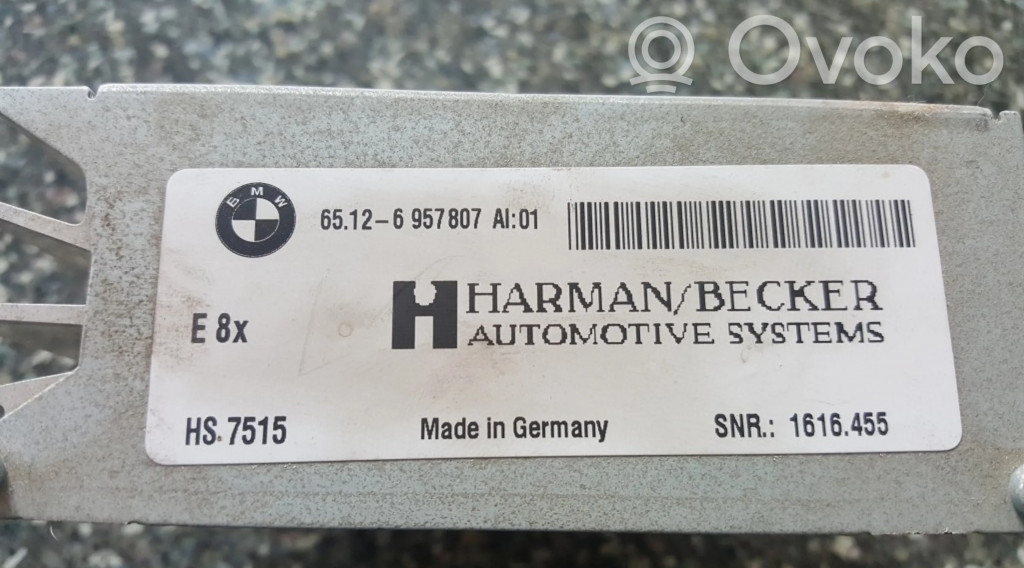 Ovoko
BMW
65.12-6 957807 AI:01
HARMAN/BECKER
AUTOMOTIVE SYSTEMS
E 8x
HS. 7515 Made in Germany SNR.: 1616.455